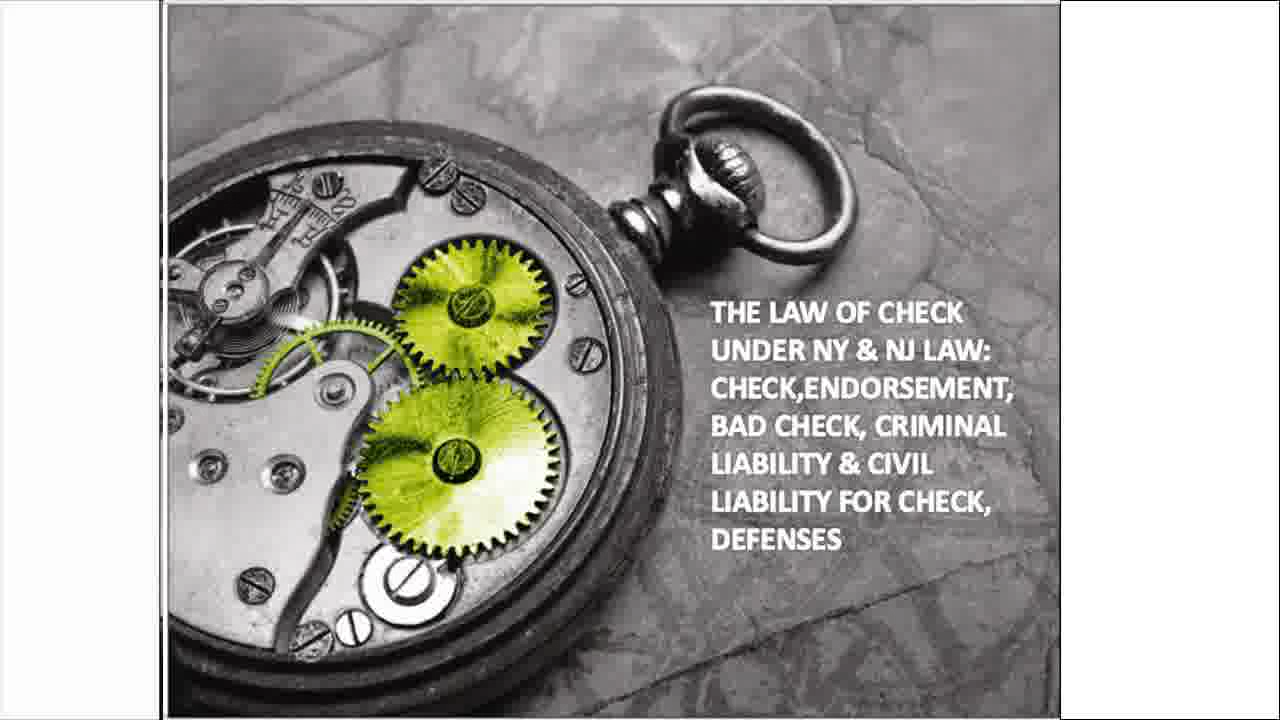 THE LAW OF CHECK
UNDER NY & NJ LAW:
CHECK,ENDORSEMENT,
BAD CHECK, CRIMINAL
LIABILITY & CIVIL
LIABILITY FOR CHECK,
DEFENSES